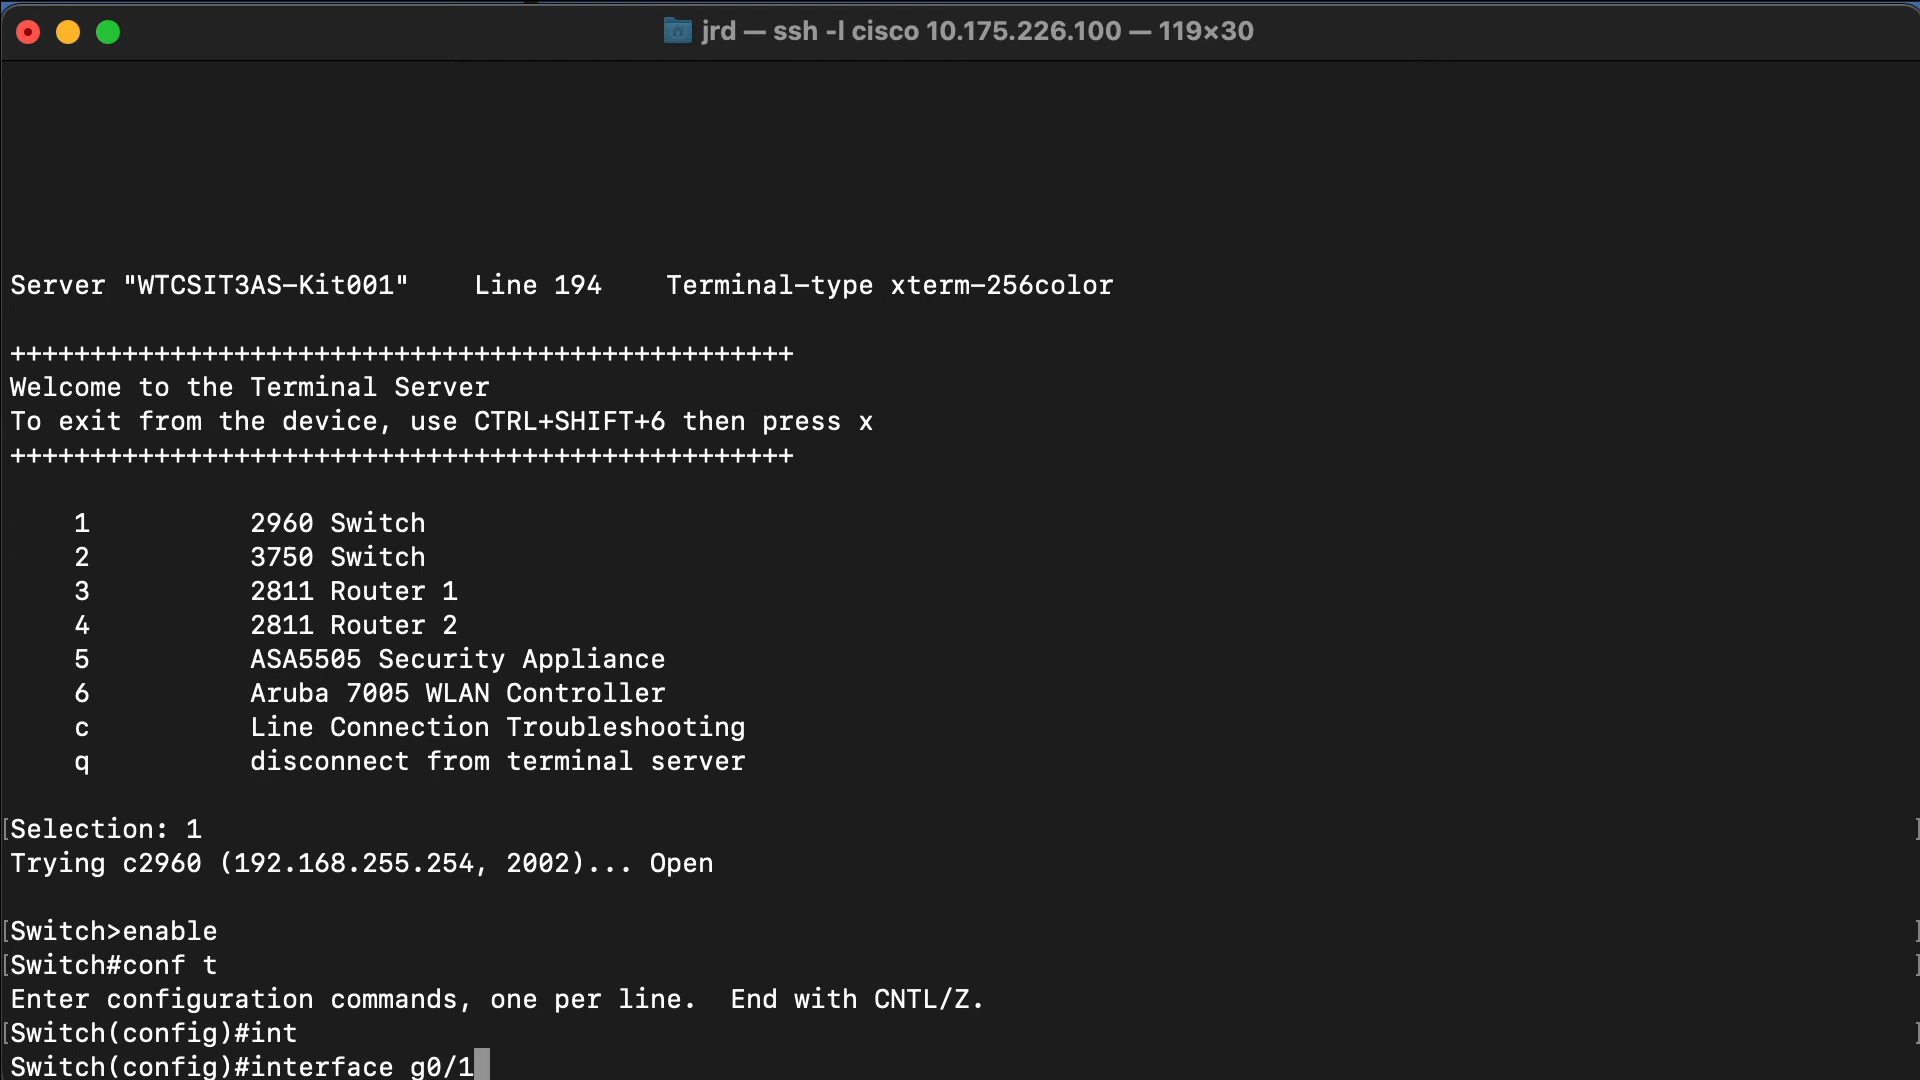 jrd — ssh -l cisco 10.175.226.100 — 119×30
Server "WTCSIT3AS-Kit001"    Line 194    Terminal-type xterm-256color
+++++++++++++++++++++++++++++++++++++++++++++++++
Welcome to the Terminal Server
To exit from the device, use CTRL+SHIFT+6 then press x
+++++++++++++++++++++++++++++++++++++++++++++++++
1          2960 Switch
2          3750 Switch
3          2811 Router 1
4          2811 Router 2
5          ASA5505 Security Appliance
6          Aruba 7005 WLAN Controller
c          Line Connection Troubleshooting
q          disconnect from terminal server
[Selection: 1 ]
Trying c2960 (192.168.255.254, 2002)... Open
[Switch>enable ]
[Switch#conf t ]
Enter configuration commands, one per line.  End with CNTL/Z.
[Switch(config)#int ]
Switch(config)#interface g0/1